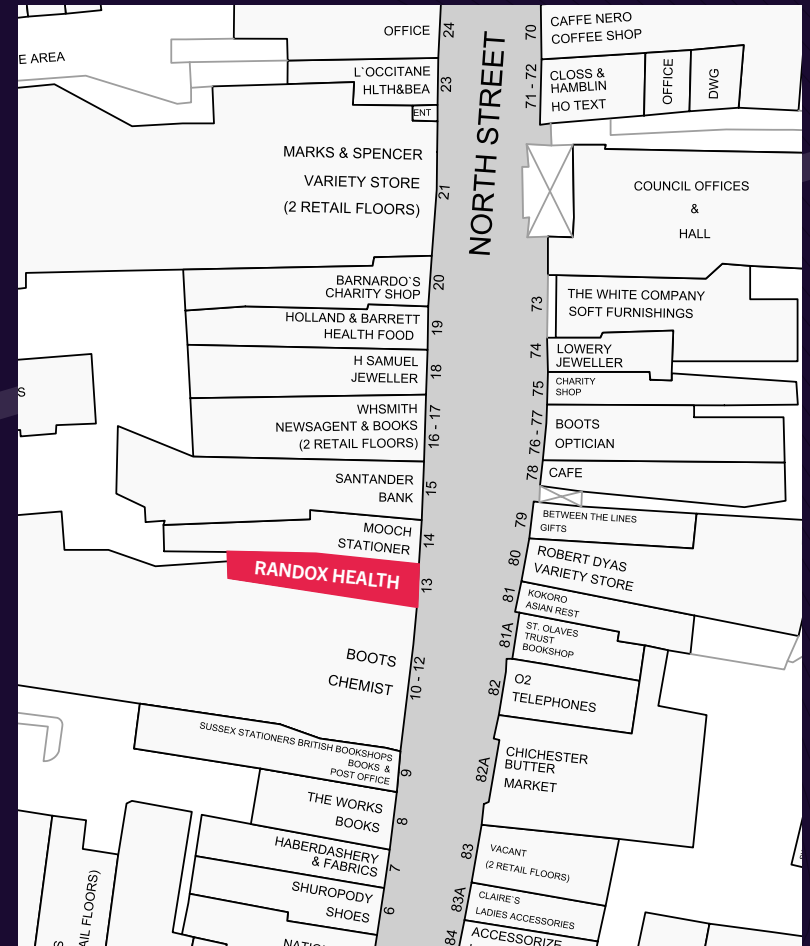 E AREA
OFFICE
24
L`OCCITANE
HLTH&BEA
23
ENT
MARKS & SPENCER
VARIETY STORE
(2 RETAIL FLOORS)
21
BARNARDO`S
CHARITY SHOP
20
HOLLAND & BARRETT
HEALTH FOOD
19
H SAMUEL
JEWELLER
18
WHSMITH
NEWSAGENT & BOOKS
(2 RETAIL FLOORS)
16 - 17
SANTANDER
BANK
15
MOOCH
STATIONER
14
RANDOX HEALTH
13
BOOTS
CHEMIST
10 - 12
SUSSEX STATIONERS BRITISH BOOKSHOPS
BOOKS &
POST OFFICE
9
THE WORKS
BOOKS
8
HABERDASHERY
& FABRICS
7
SHUROPODY
SHOES
6
S
AIL FLOORS)
NORTH STREET
70
CAFFE NERO
COFFEE SHOP
71 - 72
CLOSS &
HAMBLIN
HO TEXT
OFFICE
DWG
COUNCIL OFFICES
&
HALL
73
THE WHITE COMPANY
SOFT FURNISHINGS
74
LOWERY
JEWELLER
75
CHARITY
SHOP
76 - 77
BOOTS
OPTICIAN
78
CAFE
79
BETWEEN THE LINES
GIFTS
80
ROBERT DYAS
VARIETY STORE
81
KOKORO
ASIAN REST
81A
ST. OLAVES
TRUST
BOOKSHOP
82
O2
TELEPHONES
82A
CHICHESTER
BUTTER
MARKET
83
VACANT
(2 RETAIL FLOORS)
83A
CLAIRE`S
LADIES ACCESSORIES
84
ACCESSORIZE